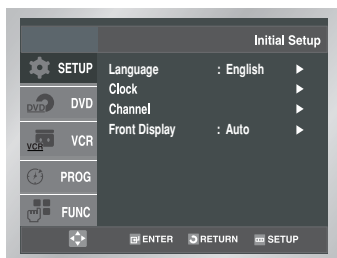 Initial Setup
SETUP
Language : English ►
Clock ►
DVD DVD
Channel ►
Front Display : Auto ►
VCR VCR
PROG
FUNC
ENTER RETURN SETUP